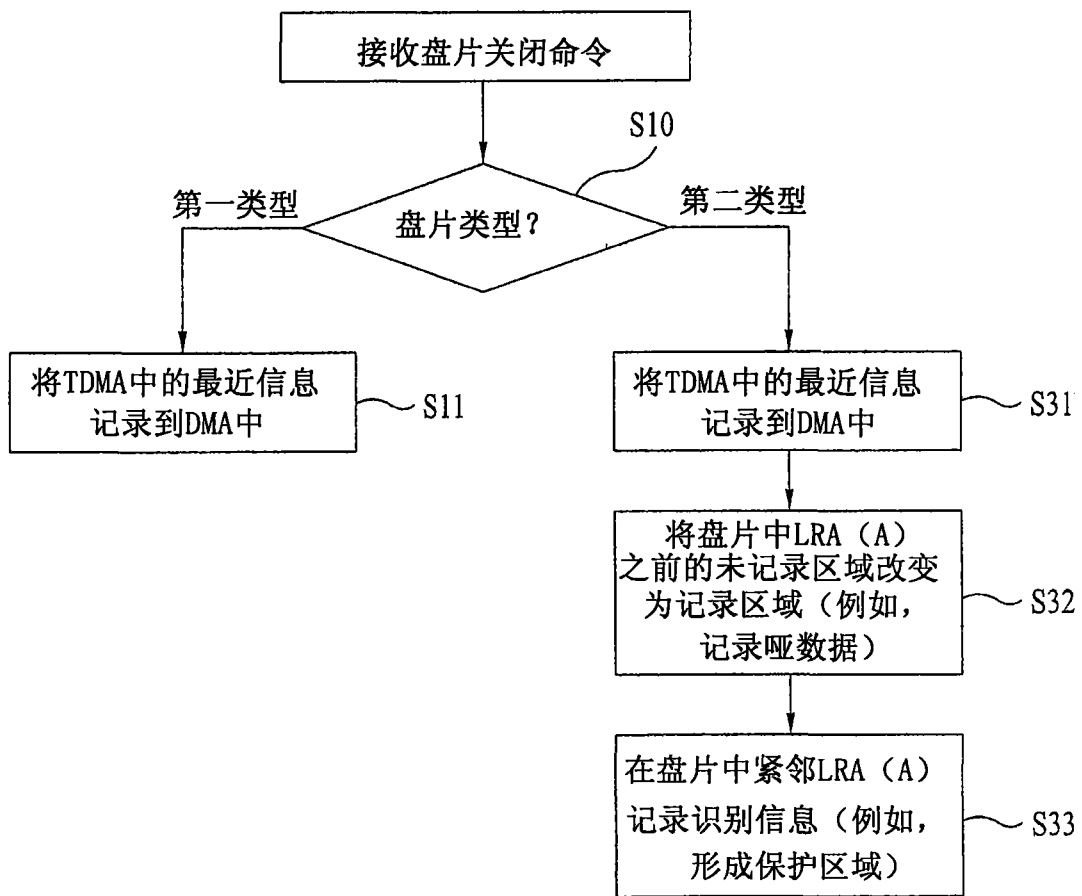 接收盘片关闭命令
S10
第一类型
盘片类型?
第二类型
将TDMA中的最近信息
记录到DMA中
S11
将TDMA中的最近信息
记录到DMA中
S31
将盘片中LRA（A）
之前的未记录区域改变
为记录区域（例如，
记录哑数据）
S32
在盘片中紧邻LRA（A）
记录识别信息（例如，
形成保护区域）
S33